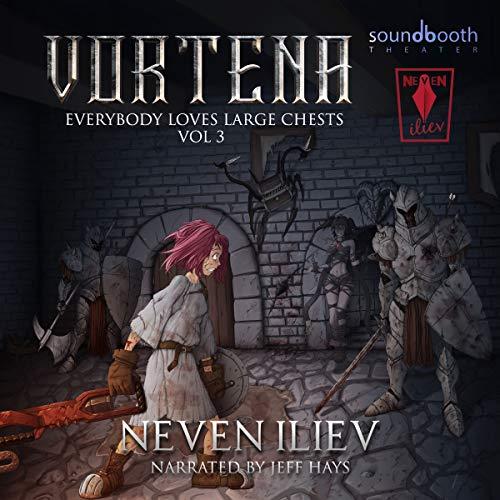 soundbooth
THEATER
VORTENA
NEVEN
iliev
EVERYBODY LOVES LARGE CHESTS
VOL 3
NEVEN ILIEV
NARRATED BY JEFF HAYS